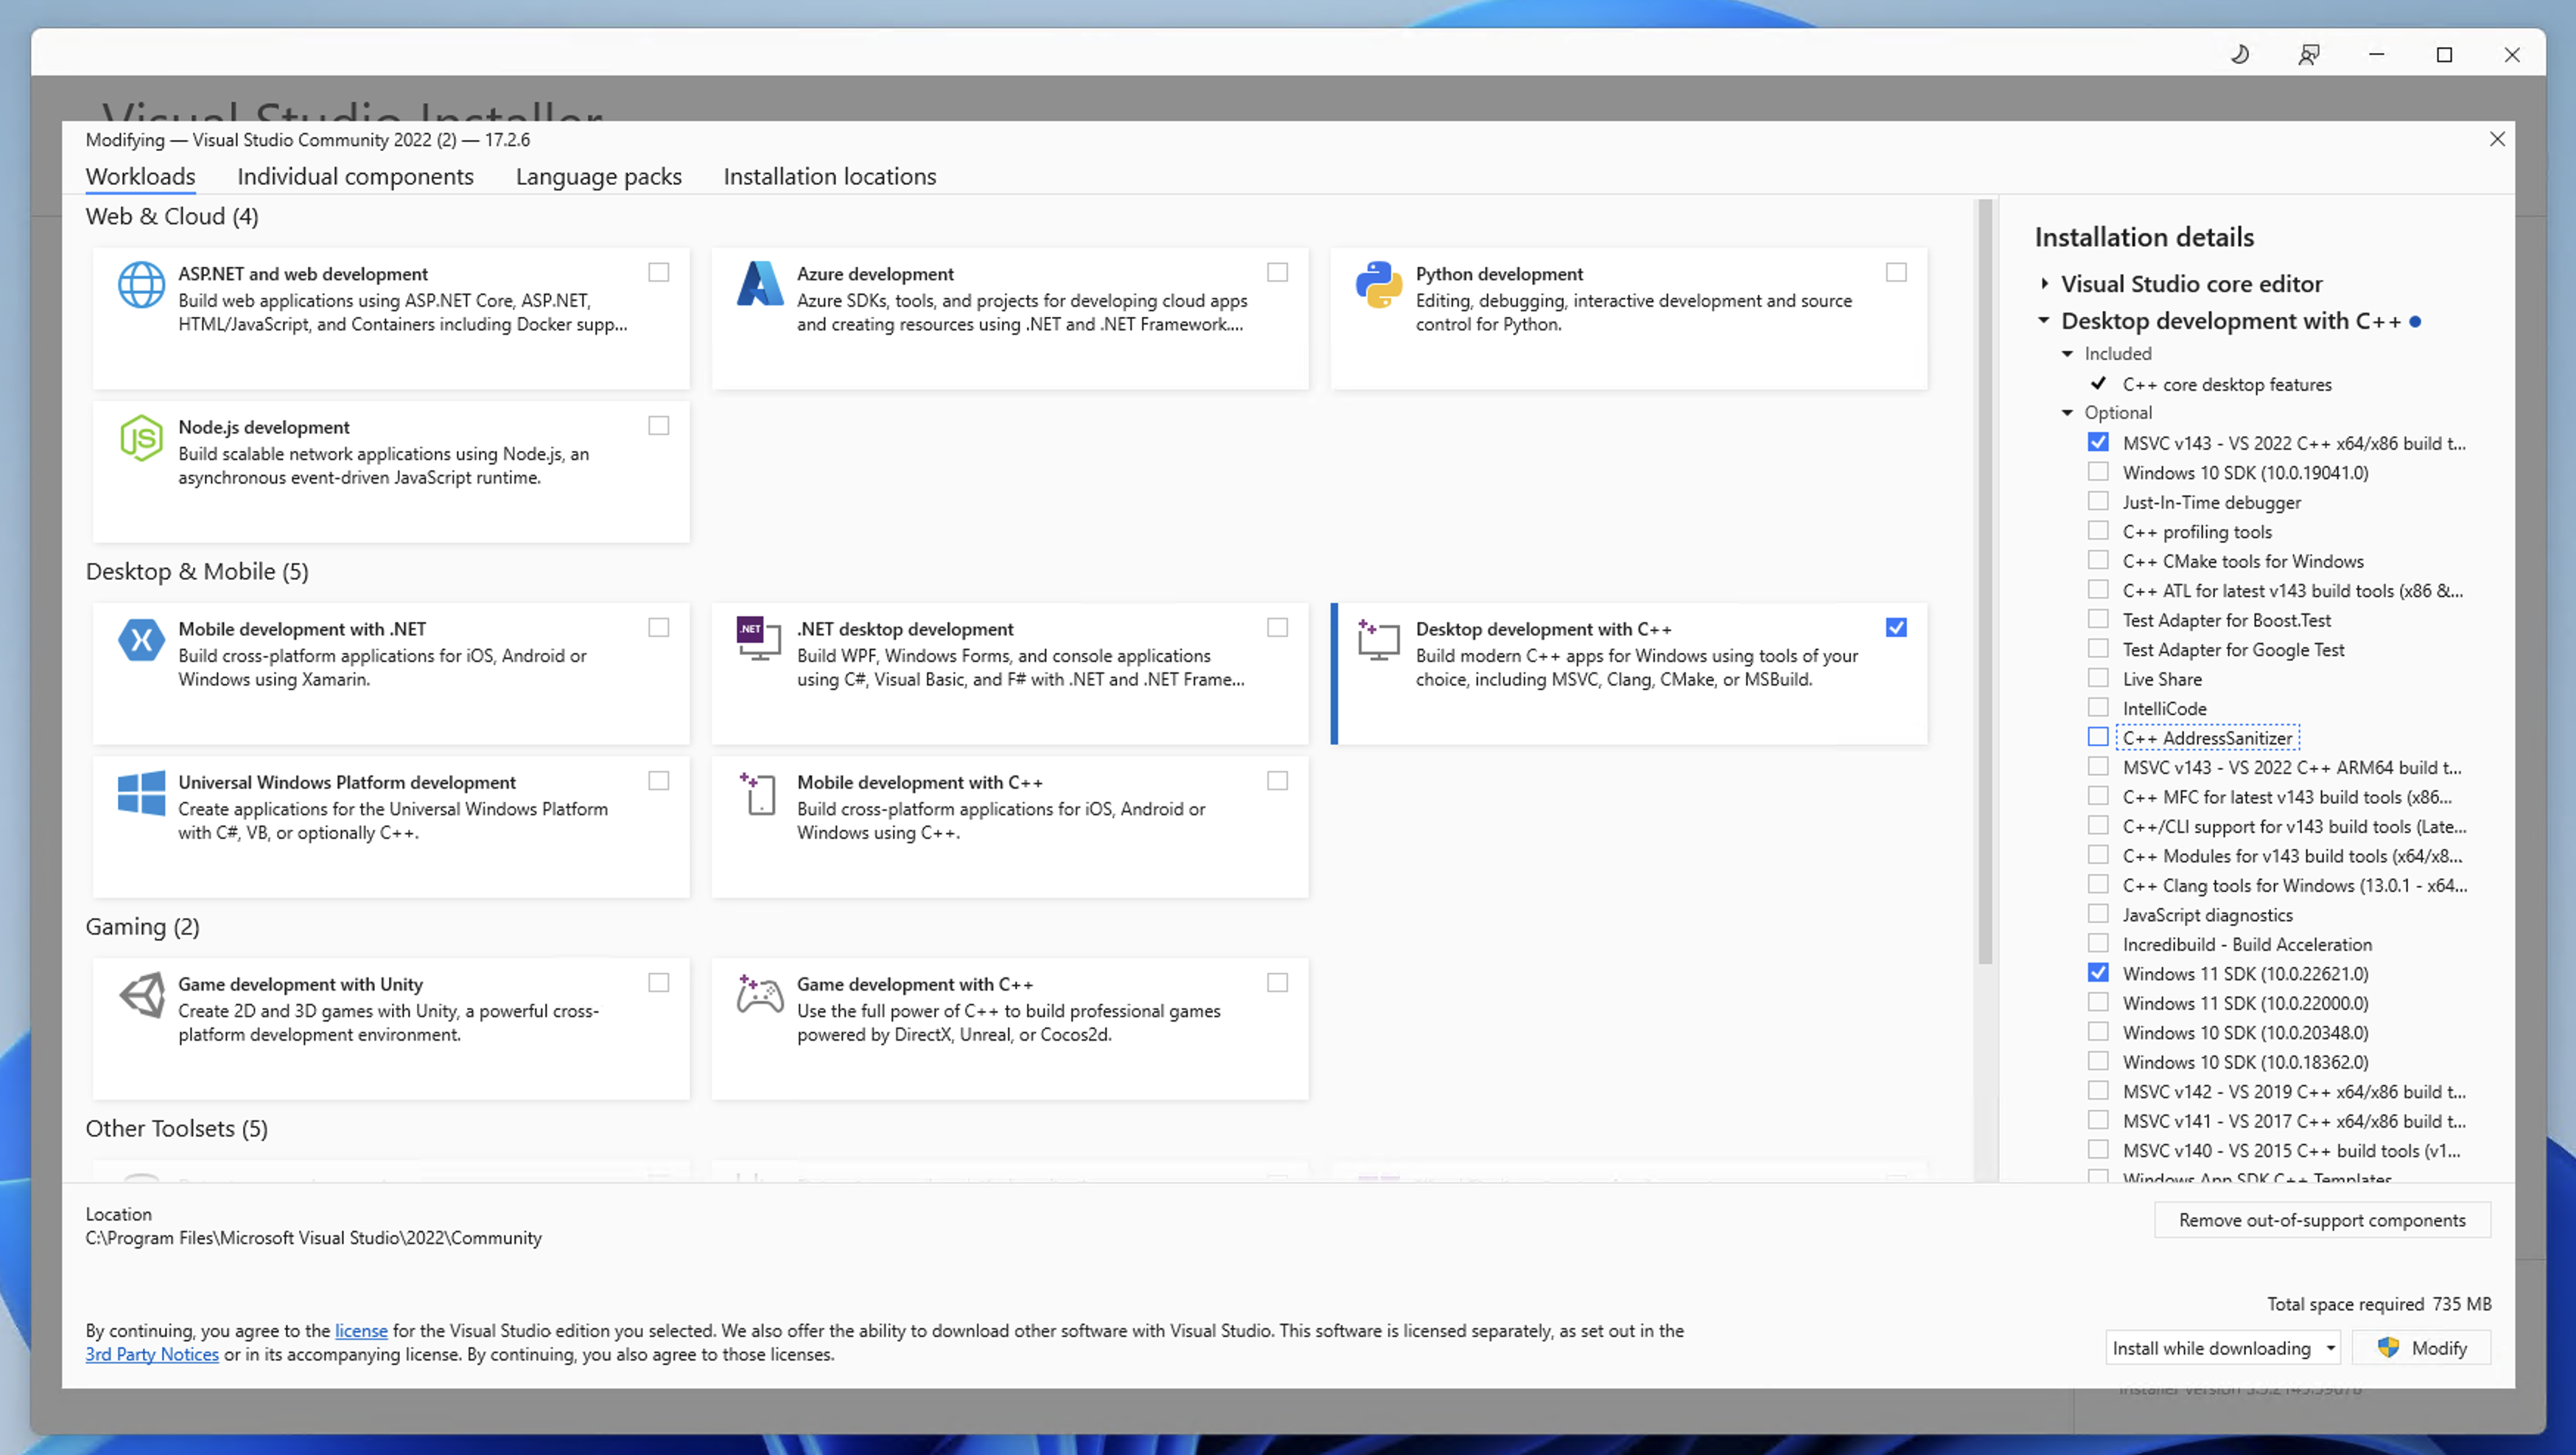 Visual Studio Installer
Modifying — Visual Studio Community 2022 (2) — 17.2.6
Workloads
Individual components
Language packs
Installation locations
Web & Cloud (4)
ASP.NET and web development
Build web applications using ASP.NET Core, ASP.NET,
HTML/JavaScript, and Containers including Docker supp...
Azure development
Azure SDKs, tools, and projects for developing cloud apps
and creating resources using .NET and .NET Framework....
Python development
Editing, debugging, interactive development and source
control for Python.
JS
Node.js development
Build scalable network applications using Node.js, an
asynchronous event-driven JavaScript runtime.
Desktop & Mobile (5)
Mobile development with .NET
Build cross-platform applications for iOS, Android or
Windows using Xamarin.
.NET
.NET desktop development
Build WPF, Windows Forms, and console applications
using C#, Visual Basic, and F# with .NET and .NET Frame...
Desktop development with C++
Build modern C++ apps for Windows using tools of your
choice, including MSVC, Clang, CMake, or MSBuild.
Universal Windows Platform development
Create applications for the Universal Windows Platform
with C#, VB, or optionally C++.
Mobile development with C++
Build cross-platform applications for iOS, Android or
Windows using C++.
Gaming (2)
Game development with Unity
Create 2D and 3D games with Unity, a powerful cross-
platform development environment.
Game development with C++
Use the full power of C++ to build professional games
powered by DirectX, Unreal, or Cocos2d.
Other Toolsets (5)
Installation details
Visual Studio core editor
Desktop development with C++
Included
C++ core desktop features
Optional
MSVC v143 - VS 2022 C++ x64/x86 build t...
Windows 10 SDK (10.0.19041.0)
Just-In-Time debugger
C++ profiling tools
C++ CMake tools for Windows
C++ ATL for latest v143 build tools (x86 &...
Test Adapter for Boost.Test
Test Adapter for Google Test
Live Share
IntelliCode
C++ AddressSanitizer
MSVC v143 - VS 2022 C++ ARM64 build t...
C++ MFC for latest v143 build tools (x86...
C++/CLI support for v143 build tools (Late...
C++ Modules for v143 build tools (x64/x8...
C++ Clang tools for Windows (13.0.1 - x64...
JavaScript diagnostics
Incredibuild - Build Acceleration
Windows 11 SDK (10.0.22621.0)
Windows 11 SDK (10.0.22000.0)
Windows 10 SDK (10.0.20348.0)
Windows 10 SDK (10.0.18362.0)
MSVC v142 - VS 2019 C++ x64/x86 build t...
MSVC v141 - VS 2017 C++ x64/x86 build t...
MSVC v140 - VS 2015 C++ build tools (v1...
Windows App SDK C++ Templates
Location
C:\Program Files\Microsoft Visual Studio\2022\Community
Remove out-of-support components
Total space required 735 MB
By continuing, you agree to the license for the Visual Studio edition you selected. We also offer the ability to download other software with Visual Studio. This software is licensed separately, as set out in the
3rd Party Notices or in its accompanying license. By continuing, you also agree to those licenses.
Install while downloading
Modify